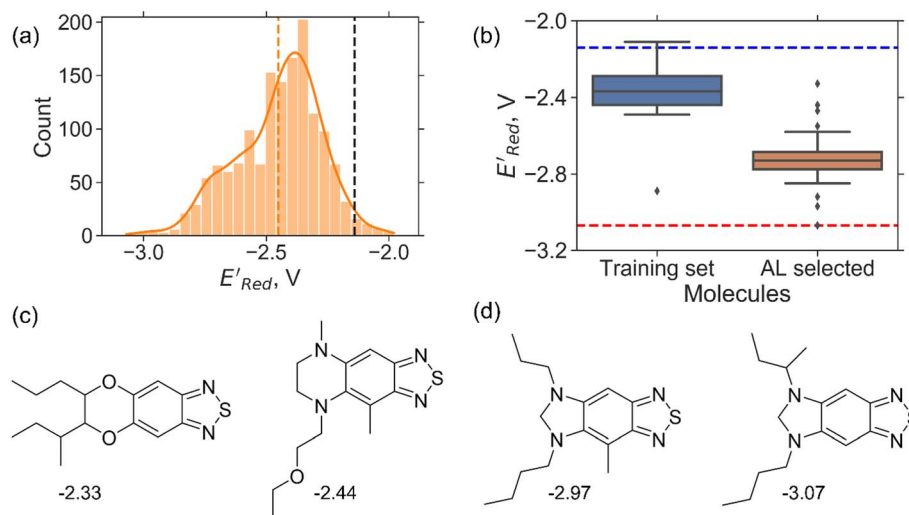 (a)
200
150
100
50
0
Count
−3.0
−2.5
−2.0
E'Red, V
(b)
−2.0
−2.4
−2.8
−3.2
E'Red, V
Training set
AL selected
Molecules
(c)
O
O
N
S
N
-2.33
N
N
O
N
S
N
-2.44
(d)
N
N
N
S
N
-2.97
N
N
N
N
-3.07